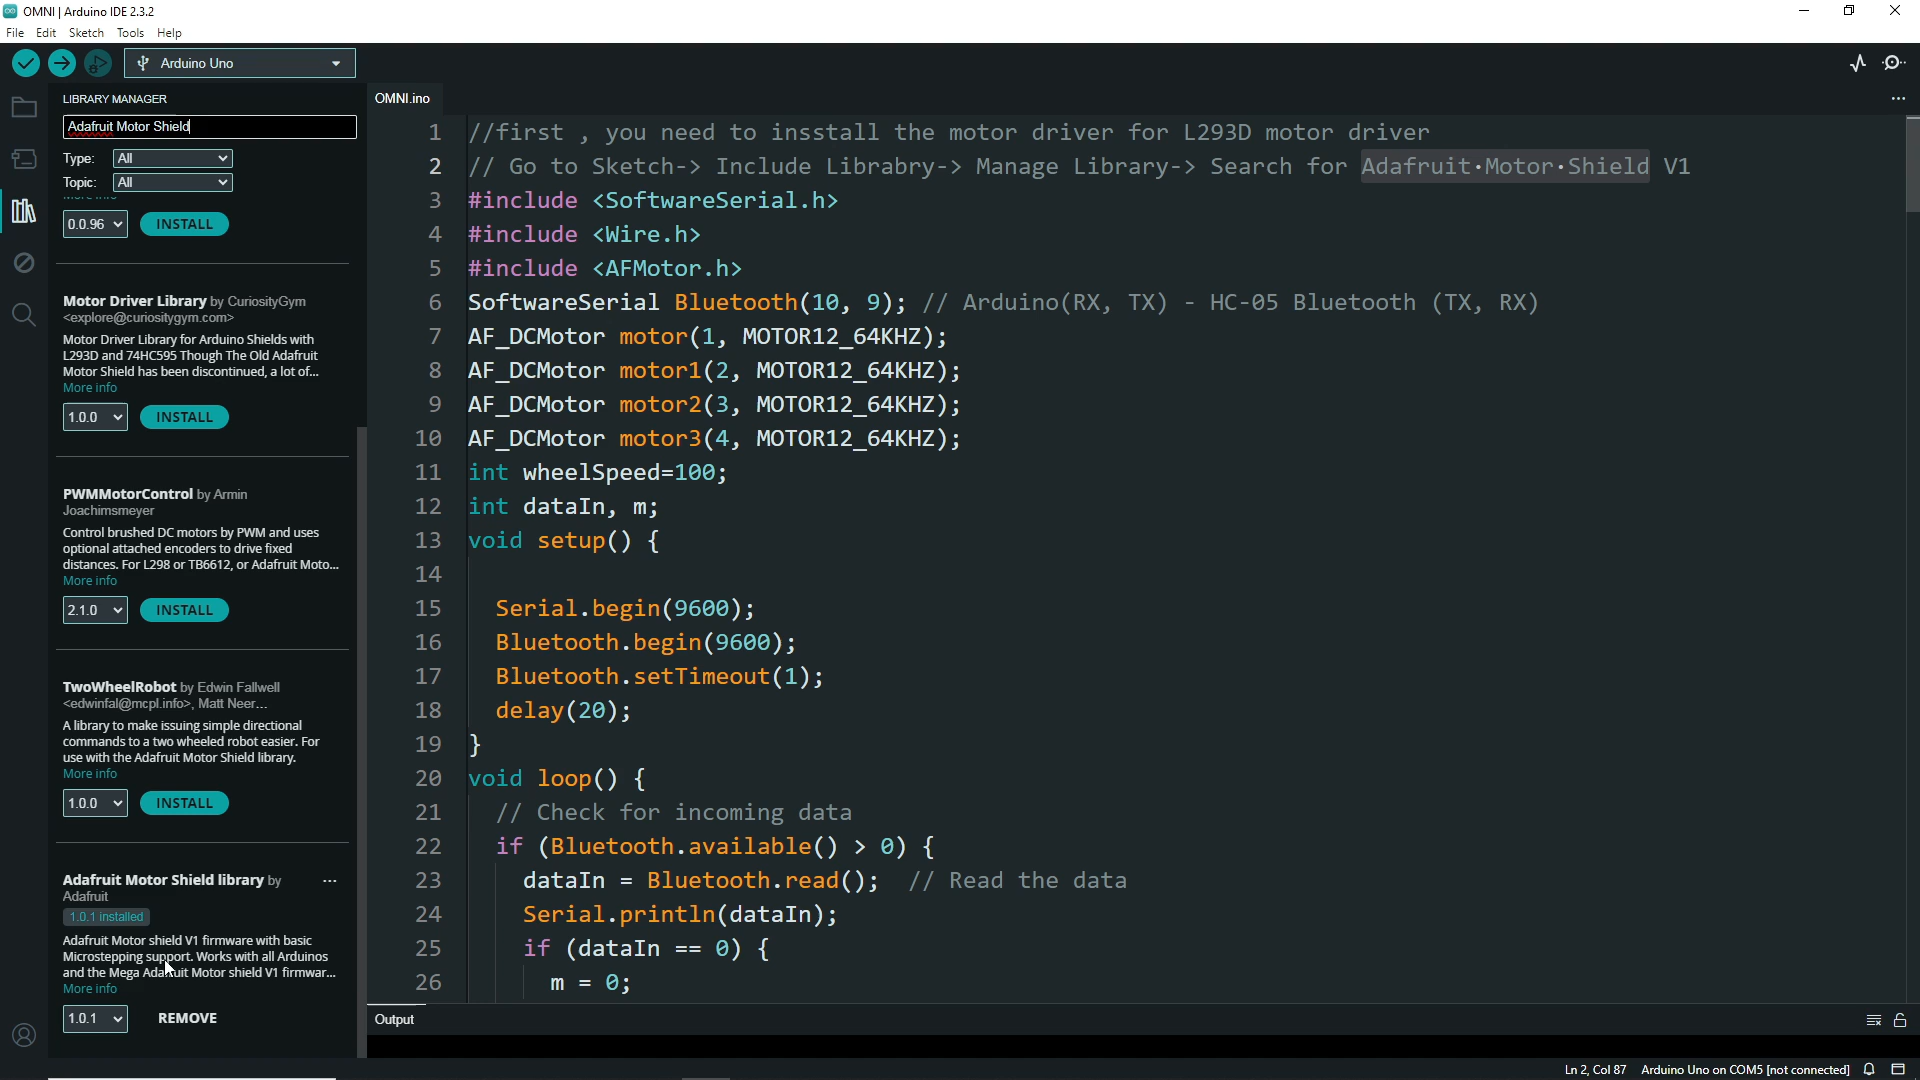 OMNI | Arduino IDE 2.3.2
File Edit Sketch Tools Help
Arduino Uno
LIBRARY MANAGER
Adafruit Motor Shield
Type: All
Topic: All
0.0.96 INSTALL
Motor Driver Library by CuriosityGym
<explore@curiositygym.com>
Motor Driver Library for Arduino Shields with
L293D and 74HC595 Though The Old Adafruit
Motor Shield has been discontinued, a lot of...
More info
1.0.0 INSTALL
PWMMotorControl by Armin
Joachimsmeyer
Control brushed DC motors by PWM and uses
optional attached encoders to drive fixed
distances. For L298 or TB6612, or Adafruit Moto...
More info
2.1.0 INSTALL
TwoWheelRobot by Edwin Fallwell
<edwinfal@mcpl.info>, Matt Neer...
A library to make issuing simple directional
commands to a two wheeled robot easier. For
use with the Adafruit Motor Shield library.
More info
1.0.0 INSTALL
Adafruit Motor Shield library by
Adafruit
1.0.1 installed
Adafruit Motor shield V1 firmware with basic
Microstepping support. Works with all Arduinos
and the Mega Adafruit Motor shield V1 firmwar...
More info
1.0.1 REMOVE
OMNI.ino
1 //first , you need to insstall the motor driver for L293D motor driver
2 // Go to Sketch-> Include Librabry-> Manage Library-> Search for Adafruit·Motor·Shield V1
3 #include <SoftwareSerial.h>
4 #include <Wire.h>
5 #include <AFMotor.h>
6 SoftwareSerial Bluetooth(10, 9); // Arduino(RX, TX) - HC-05 Bluetooth (TX, RX)
7 AF_DCMotor motor(1, MOTOR12_64KHZ);
8 AF_DCMotor motor1(2, MOTOR12_64KHZ);
9 AF_DCMotor motor2(3, MOTOR12_64KHZ);
10 AF_DCMotor motor3(4, MOTOR12_64KHZ);
11 int wheelSpeed=100;
12 int dataIn, m;
13 void setup() {
14
15 Serial.begin(9600);
16 Bluetooth.begin(9600);
17 Bluetooth.setTimeout(1);
18 delay(20);
19 }
20 void loop() {
21 // Check for incoming data
22 if (Bluetooth.available() > 0) {
23 dataIn = Bluetooth.read(); // Read the data
24 Serial.println(dataIn);
25 if (dataIn == 0) {
26 m = 0;
Output
Ln 2, Col 87 Arduino Uno on COM5 [not connected]